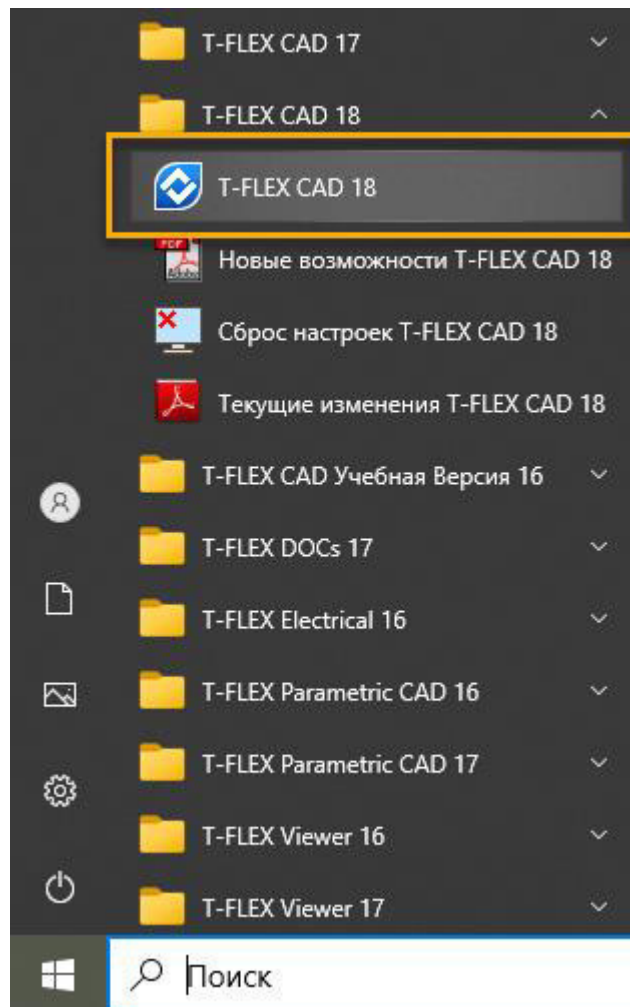 T-FLEX CAD 17
T-FLEX CAD 18
T-FLEX CAD 18
PDF
Adobe
Новые возможности T-FLEX CAD 18
Сброс настроек T-FLEX CAD 18
Текущие изменения T-FLEX CAD 18
T-FLEX CAD Учебная Версия 16
T-FLEX DOCs 17
T-FLEX Electrical 16
T-FLEX Parametric CAD 16
T-FLEX Parametric CAD 17
T-FLEX Viewer 16
T-FLEX Viewer 17
Поиск